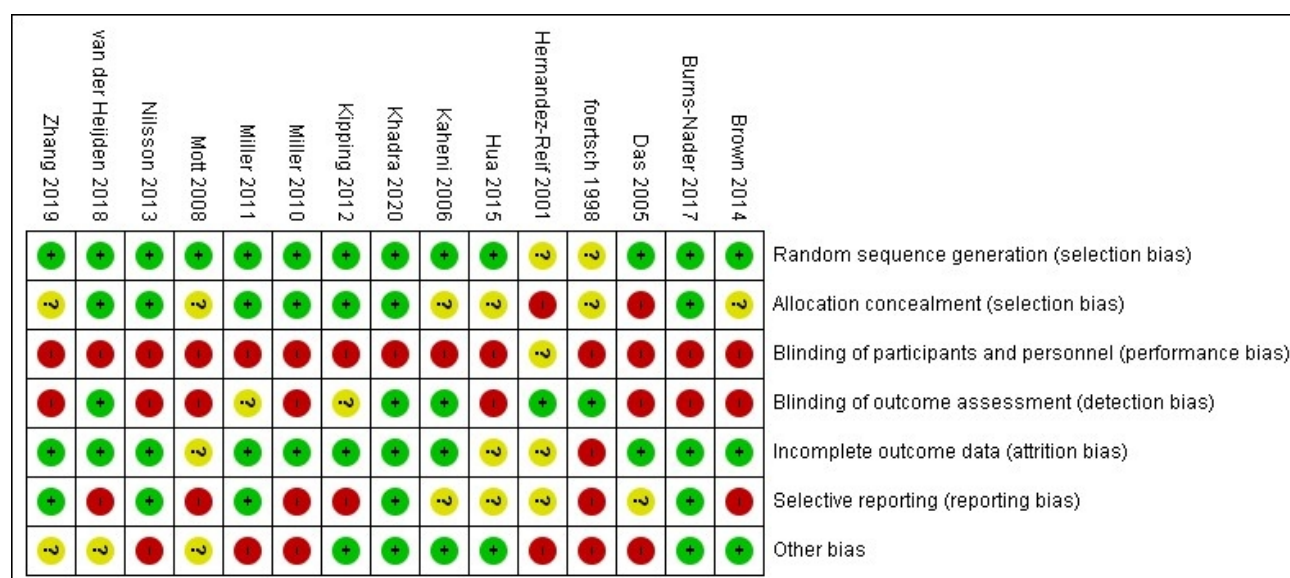 Zhang 2019
van der Heijden 2018
Nilsson 2013
Mott 2008
Miller 2011
Miller 2010
Kipping 2012
Khadra 2020
Kaheni 2006
Hua 2015
Hernandez-Reif 2001
foertsch 1998
Das 2005
Burns-Nader 2017
Brown 2014
+ + + + + + + + + + ? ? + + + Random sequence generation (selection bias)
? + + ? + + + + ? ? - ? - + ? Allocation concealment (selection bias)
- - - - - - - - - - ? - - - - Blinding of participants and personnel (performance bias)
- + - - ? - ? + + - + + - - - Blinding of outcome assessment (detection bias)
+ + + ? + + + + + ? ? - + + + Incomplete outcome data (attrition bias)
+ - + - + - - + ? ? ? - ? + - Selective reporting (reporting bias)
? ? - ? - - + + + + - - - + + Other bias